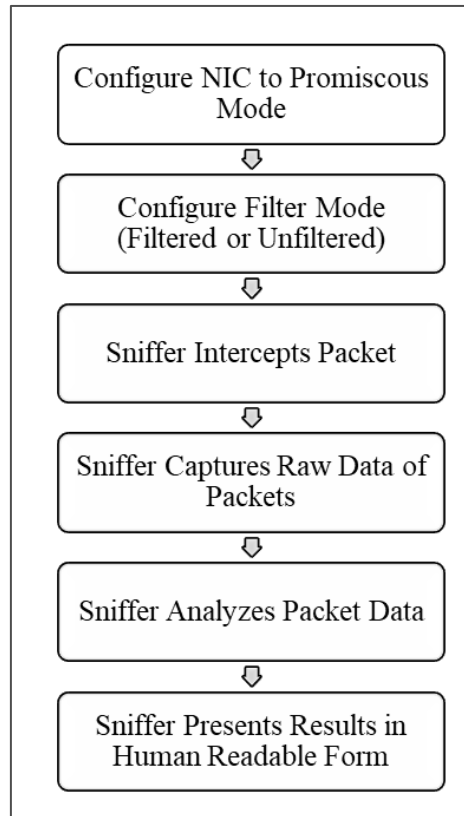 Configure NIC to Promiscous
Mode
Configure Filter Mode
(Filtered or Unfiltered)
Sniffer Intercepts Packet
Sniffer Captures Raw Data of
Packets
Sniffer Analyzes Packet Data
Sniffer Presents Results in
Human Readable Form